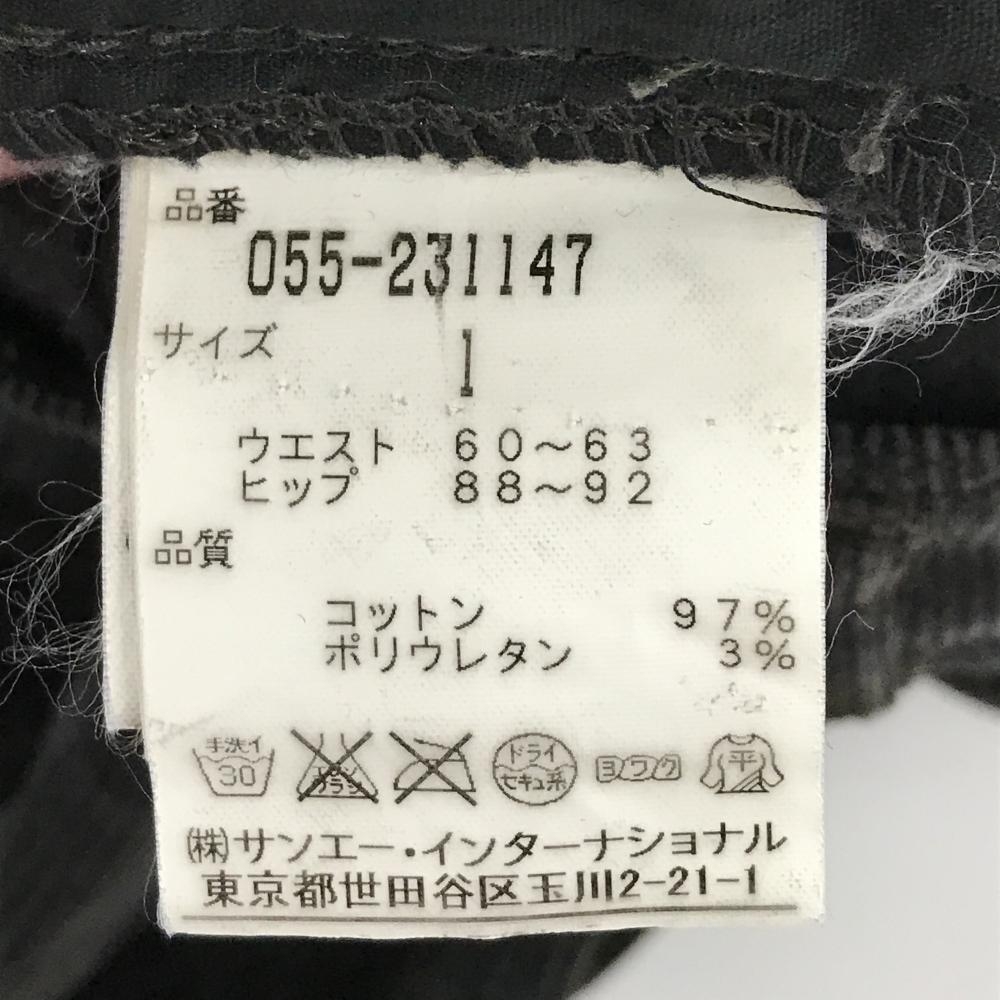 品番
055-231147
サイズ 1
ウエスト 60～63
ヒップ 88～92
品質
コットン 97%
ポリウレタン 3%
手洗イ 30 ドライ セキュ系 ヨワク 平
㈱サンエー・インターナショナル
東京都世田谷区玉川2-21-1